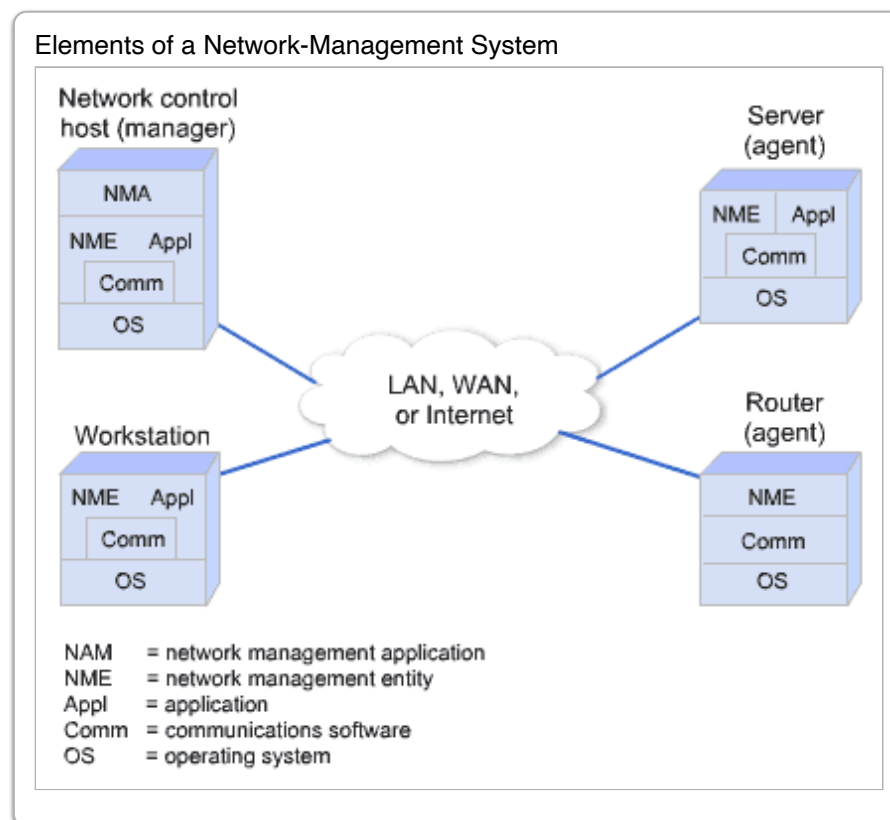 Elements of a Network-Management System
Network control
host (manager)
NMA
NME Appl
Comm
OS
Server
(agent)
NME Appl
Comm
OS
LAN, WAN,
or Internet
Workstation
NME Appl
Comm
OS
Router
(agent)
NME
Comm
OS
NAM = network management application
NME = network management entity
Appl = application
Comm = communications software
OS = operating system